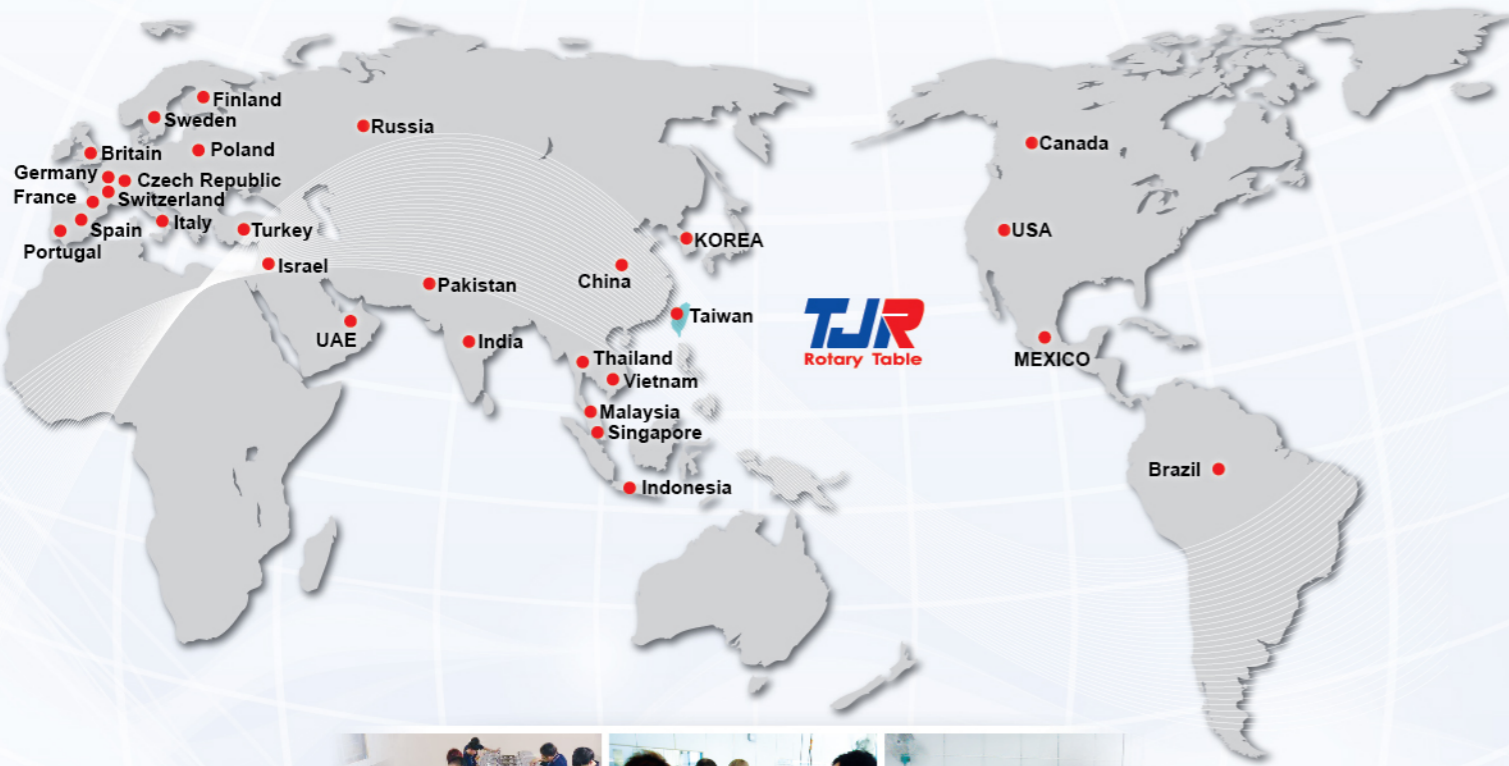 Finland
Sweden
Russia
Britain
Poland
Canada
Germany
Czech Republic
France
Switzerland
Spain
Italy
Turkey
USA
Portugal
KOREA
Israel
China
Pakistan
Taiwan
TJR
Rotary Table
UAE
India
MEXICO
Thailand
Vietnam
Malaysia
Singapore
Brazil
Indonesia